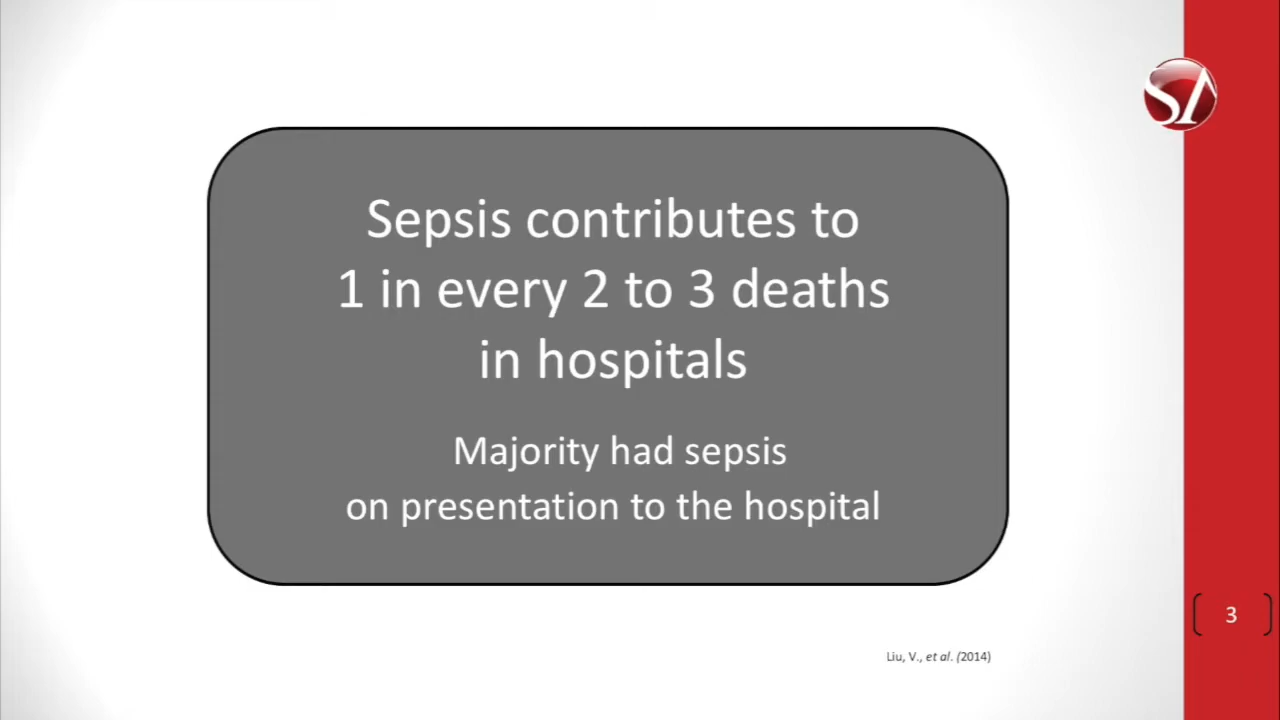 Sepsis contributes to
1 in every 2 to 3 deaths
in hospitals
Majority had sepsis
on presentation to the hospital
Liu, V., et al. (2014)
3
SA